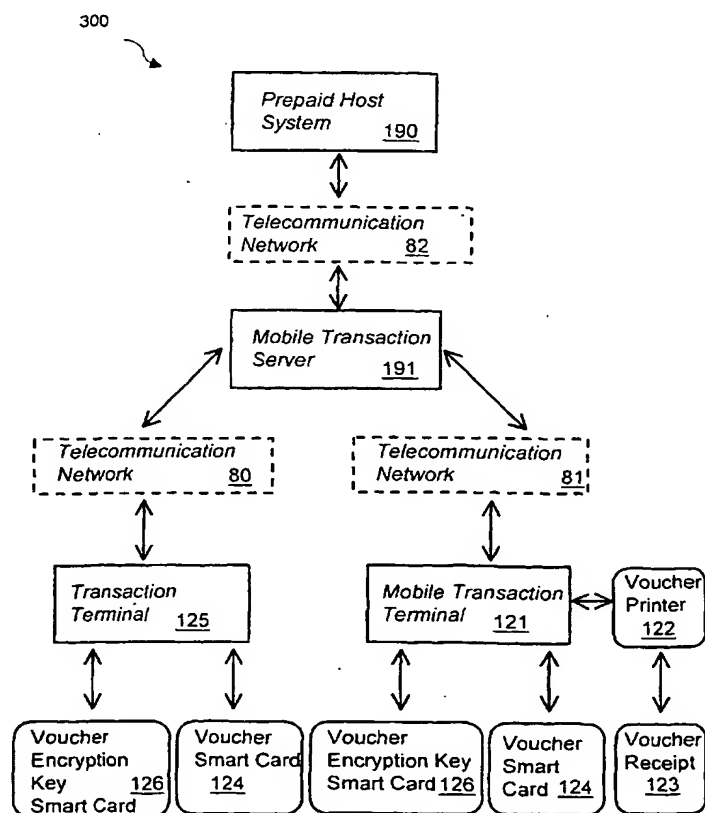 300
Prepaid Host
System 190
Telecommunication
Network 82
Mobile Transaction
Server
191
Telecommunication
Network 80
Telecommunication
Network 81
Transaction
Terminal 125
Mobile Transaction
Terminal 121
Voucher
Printer
122
Voucher
Encryption
Key 126
Smart Card
Voucher
Smart Card
124
Voucher
Encryption Key
Smart Card 126
Voucher
Smart
Card 124
Voucher
Receipt
123